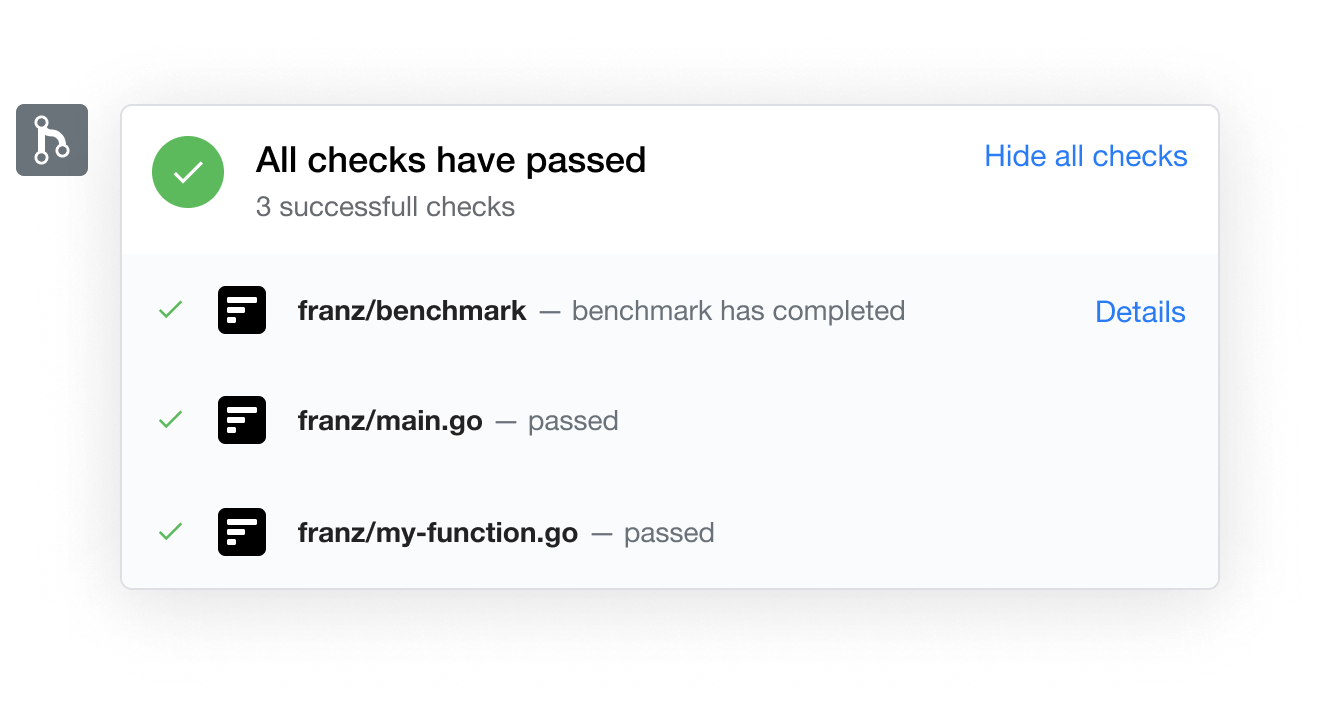 All checks have passed
Hide all checks
3 successfull checks
franz/benchmark — benchmark has completed
Details
franz/main.go — passed
franz/my-function.go — passed